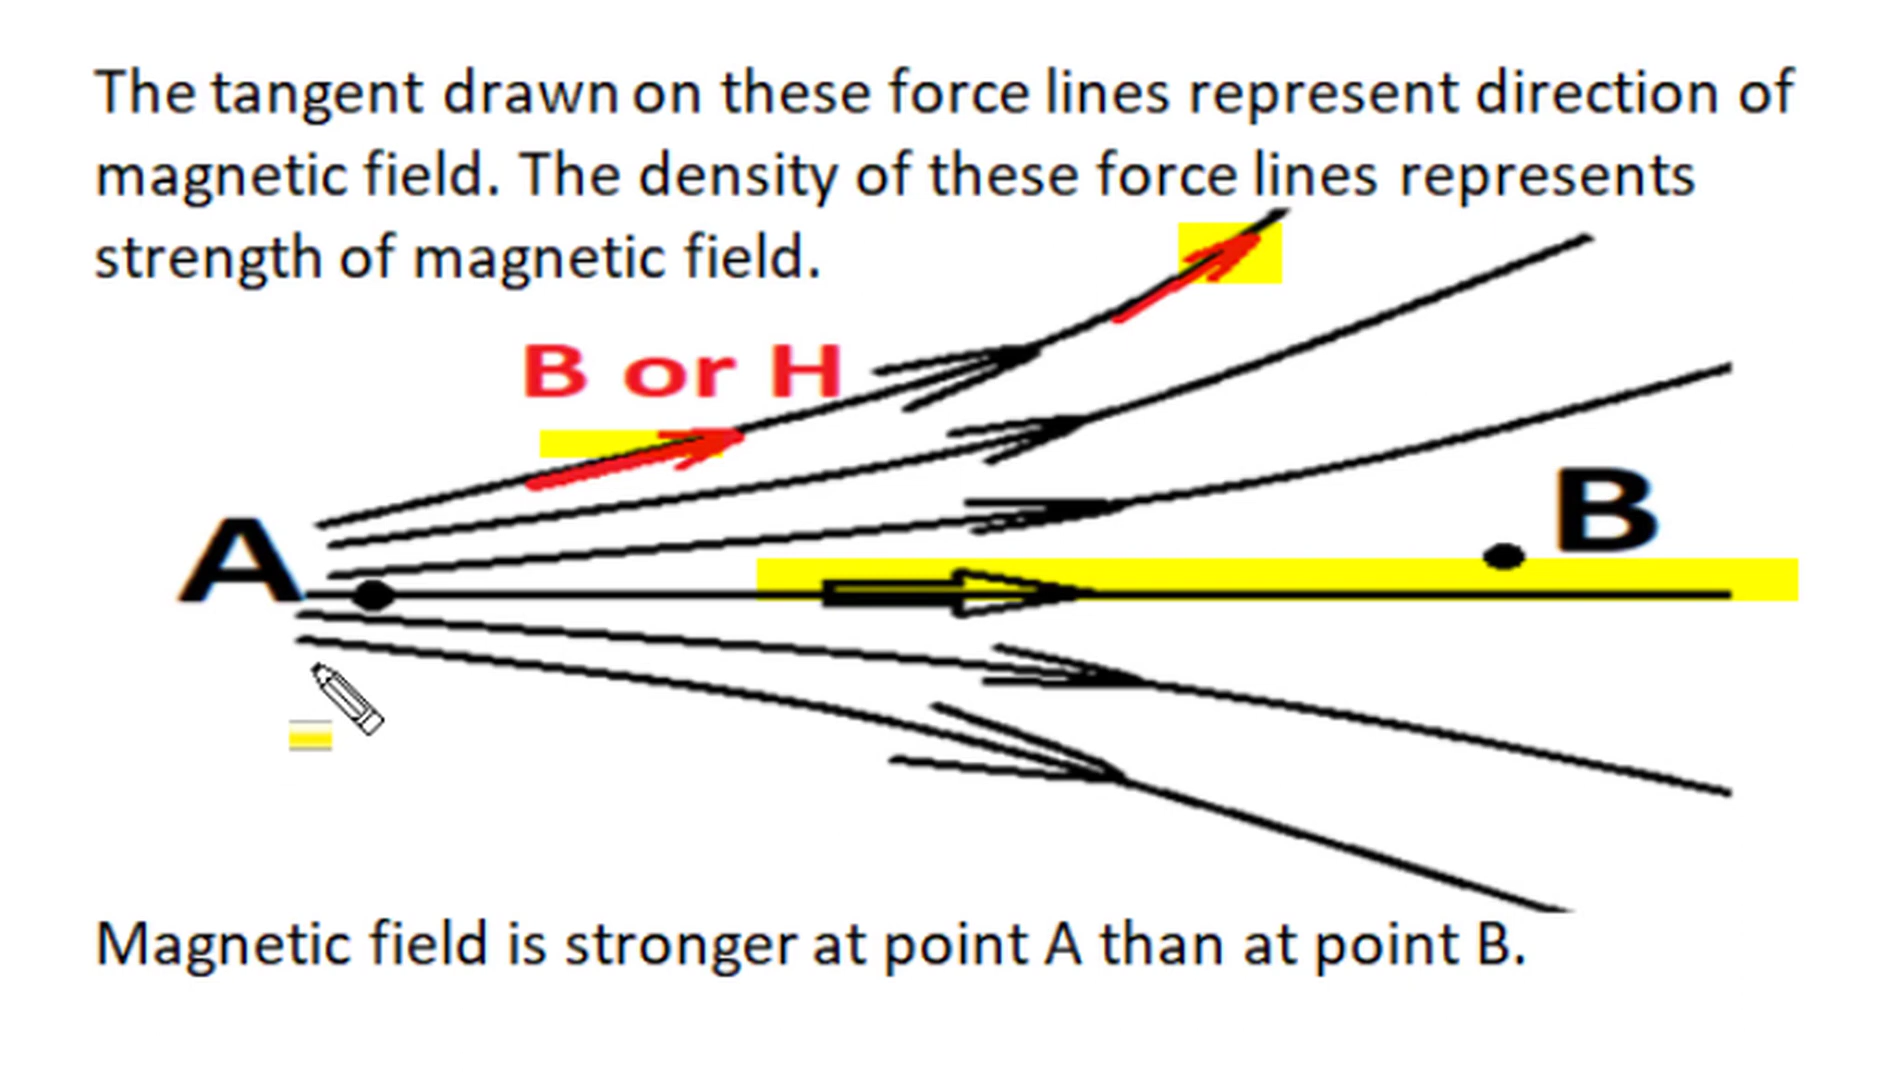 The tangent drawn on these force lines represent direction of
magnetic field. The density of these force lines represents
strength of magnetic field.
B or H
B
A
Magnetic field is stronger at point A than at point B.